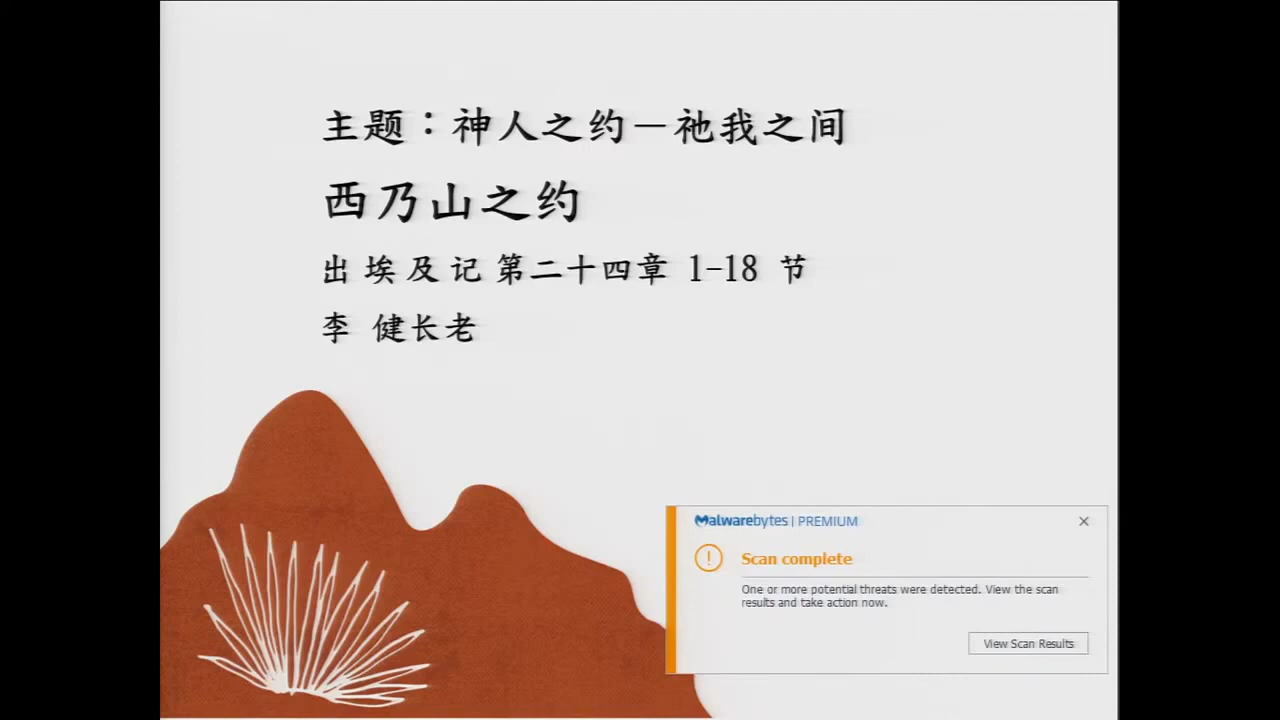 主题：神人之约－祂我之间
西乃山之约
出 埃 及 记 第二十四章 1-18 节
李 健长老
Malwarebytes | PREMIUM
Scan complete
One or more potential threats were detected. View the scan
results and take action now.
View Scan Results